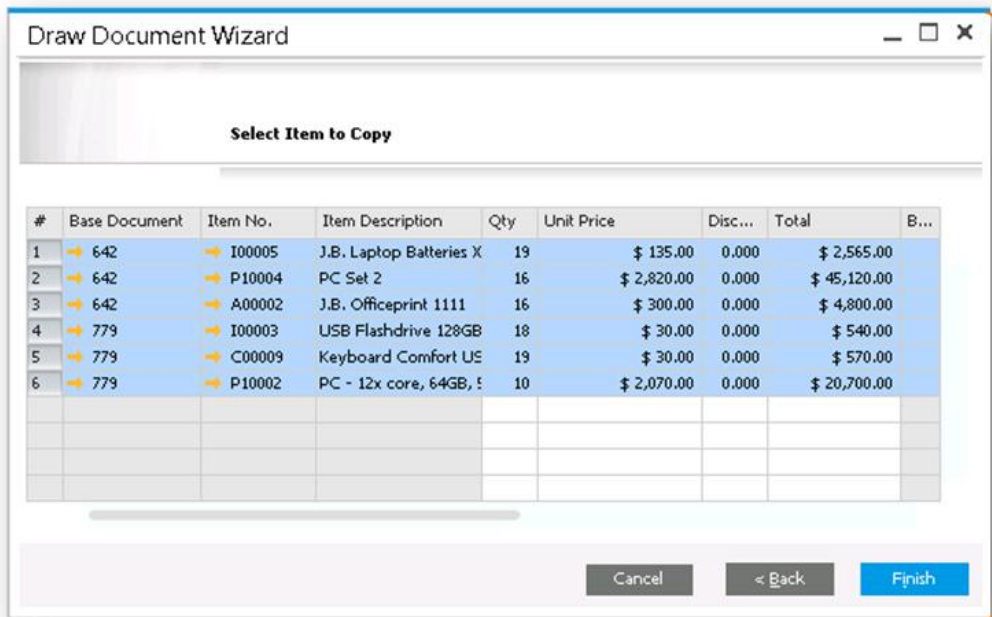 Draw Document Wizard
Select Item to Copy
# Base Document Item No. Item Description Qty Unit Price Disc... Total B...
1 642 I00005 J.B. Laptop Batteries X 19 $ 135.00 0.000 $ 2,565.00
2 642 P10004 PC Set 2 16 $ 2,820.00 0.000 $ 45,120.00
3 642 A00002 J.B. Officeprint 1111 16 $ 300.00 0.000 $ 4,800.00
4 779 I00003 USB Flashdrive 128GB 18 $ 30.00 0.000 $ 540.00
5 779 C00009 Keyboard Comfort US 19 $ 30.00 0.000 $ 570.00
6 779 P10002 PC - 12x core, 64GB, 5 10 $ 2,070.00 0.000 $ 20,700.00
Cancel < Back Finish